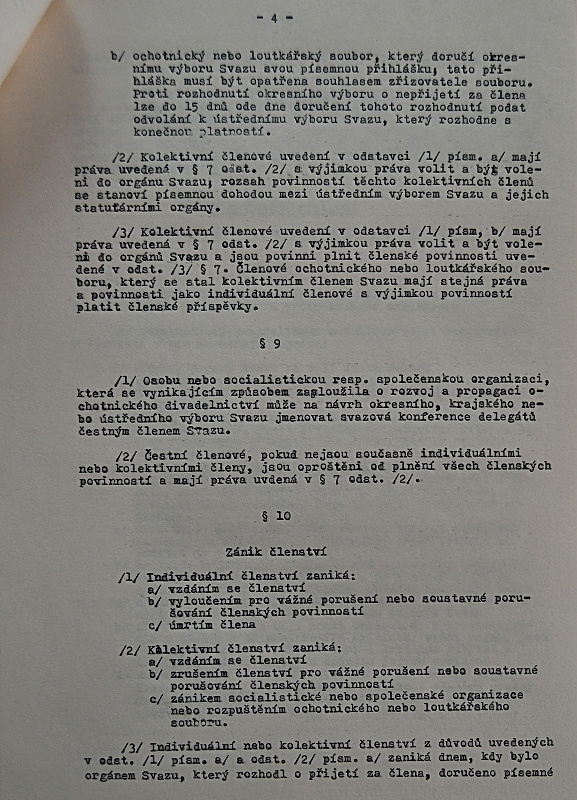 - 4 -
b/ ochotnický nebo loutkářský soubor, který doručí okres-
nímu výboru Svazu svou písemnou přihlášku; tato při-
hláška musí být opatřena souhlasem zřizovatele souboru.
Proti rozhodnutí okresního výboru o nepřijetí za člena
lze do 15 dnů ode dne doručení tohoto rozhodnutí podat
odvolání k ústřednímu výboru Svazu, který rozhodne s
konečnou platností.
/2/ Kolektivní členové uvedení v odstavci /1/ písm. a/ mají
práva uvedená v § 7 odst. /2/ s výjimkou práva volit a být vole-
ni do orgánu Svazu; rozsah povinností těchto kolektivních členů
se stanoví písemnou dohodou mezi ústředním výborem Svazu a jejich
statutárními orgány.
/3/ Kolektivní členové uvedení v odstavci /1/ písm, b/ mají
práva uvedená v § 7 odst. /2/ s výjimkou práva volit a být vole-
ni do orgánů Svazu a jsou povinni plnit členské povinnosti uve-
dené v odst. /3/ § 7. Členové ochotnického nebo loutkářského sou-
boru, který se stal kolektivním členem Svazu mají stejná práva
a povinnosti jako individuální členové s výjimkou povinností
platit členské příspěvky.
§ 9
/1/ Osobu nebo socialistickou resp. společenskou organizaci,
která se vynikajícím způsobem zasloužila o rozvoj a propagaci o-
chotnického divadelnictví může na návrh okresního, krajského ne-
bo ústředního výboru Svazu jmenovat svazová konference delegátů
čestným členem Svazu.
/2/ Čestní členové, pokud nejsou současně individuálními
nebo kolektivními členy, jsou oproštěni od plnění všech členských
povinností a mají práva uvdená v § 7 odst. /2/.
§ 10
Zánik členství
/1/ Individuální členství zaniká:
a/ vzdáním se členství
b/ vyloučením pro vážné porušení nebo soustavné poru-
šování členských povinností
c/ úmrtím člena
/2/ Kolektivní členství zaniká:
a/ vzdáním se členství
b/ zrušením členství pro vážné porušení nebo soustavné
porušování členských povinností
c/ zánikem socialistické nebo společenské organizace
nebo rozpuštěním ochotnického nebo loutkářského
souboru.
/3/ Individuální nebo kolektivní členství z důvodů uvedených
v odst. /1/ písm. a/ a odst. /2/ písm. a/ zaniká dnem, kdy bylo
orgánem Svazu, který rozhodl o přijetí za člena, doručeno písemné